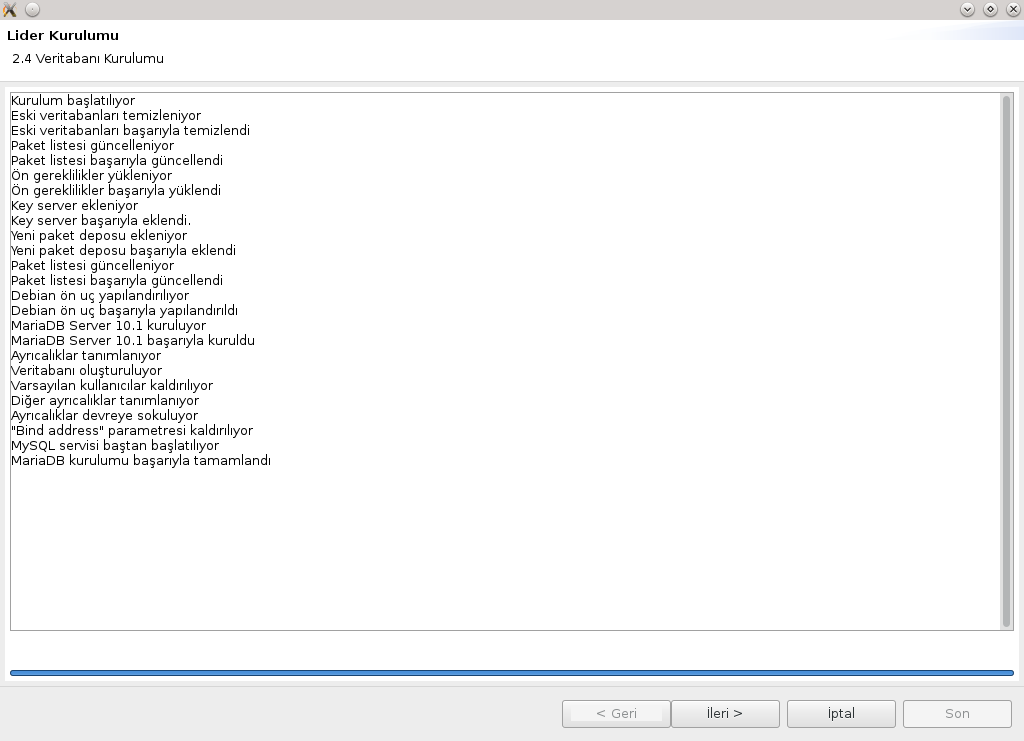 Lider Kurulumu
2.4 Veritabanı Kurulumu
Kurulum başlatılıyor
Eski veritabanları temizleniyor
Eski veritabanları başarıyla temizlendi
Paket listesi güncelleniyor
Paket listesi başarıyla güncellendi
Ön gereklilikler yükleniyor
Ön gereklilikler başarıyla yüklendi
Key server ekleniyor
Key server başarıyla eklendi.
Yeni paket deposu ekleniyor
Yeni paket deposu başarıyla eklendi
Paket listesi güncelleniyor
Paket listesi başarıyla güncellendi
Debian ön uç yapılandırılıyor
Debian ön uç başarıyla yapılandırıldı
MariaDB Server 10.1 kuruluyor
MariaDB Server 10.1 başarıyla kuruldu
Ayrıcalıklar tanımlanıyor
Veritabanı oluşturuluyor
Varsayılan kullanıcılar kaldırılıyor
Diğer ayrıcalıklar tanımlanıyor
Ayrıcalıklar devreye sokuluyor
"Bind address" parametresi kaldırılıyor
MySQL servisi baştan başlatılıyor
MariaDB kurulumu başarıyla tamamlandı
< Geri İleri > İptal Son